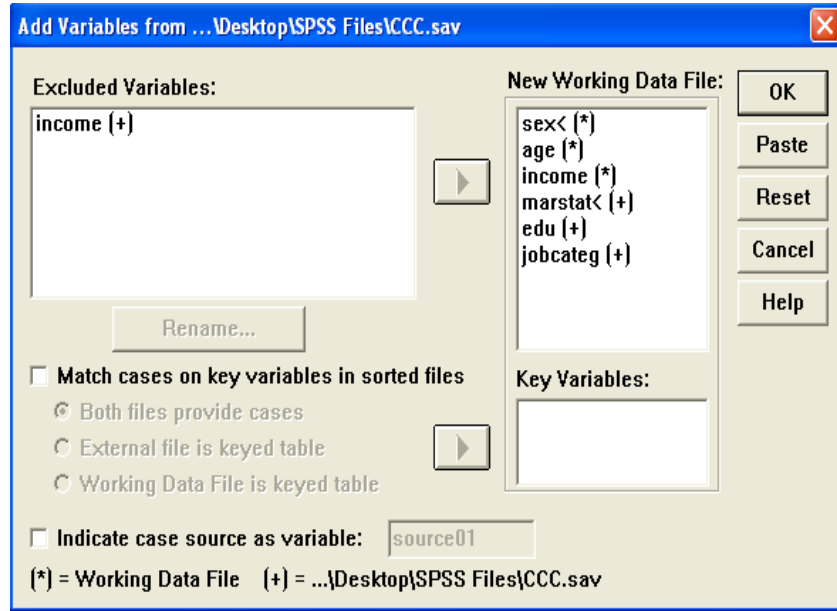 Add Variables from ...\Desktop\SPSS Files\CCC.sav
Excluded Variables:
income (+)
Rename...
New Working Data File:
sex< (*)
age (*)
income (*)
marstat< (+)
edu (+)
jobcateg (+)
OK
Paste
Reset
Cancel
Help
Match cases on key variables in sorted files
Both files provide cases
External file is keyed table
Working Data File is keyed table
Key Variables:
Indicate case source as variable: source01
(*) = Working Data File (+) = ...\Desktop\SPSS Files\CCC.sav